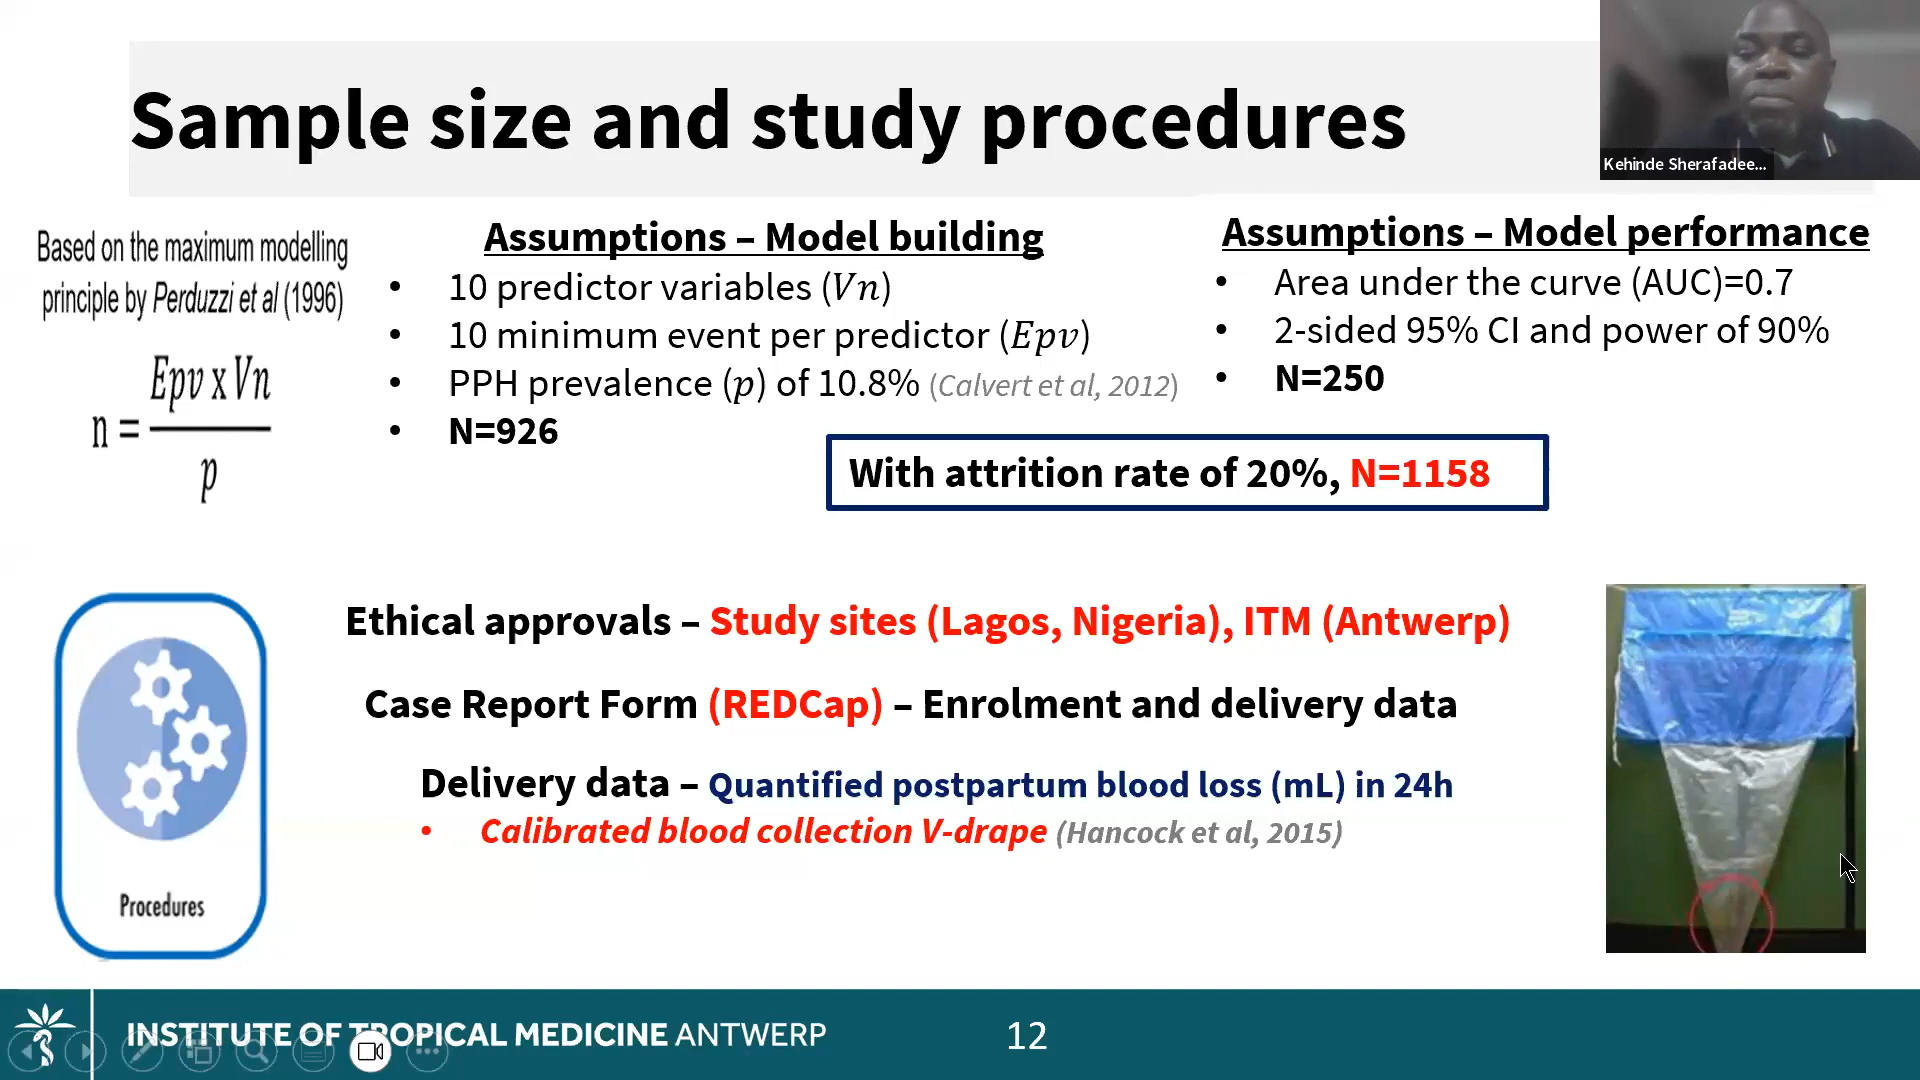 Sample size and study procedures
Kehinde Sherafadee...
Based on the maximum modelling
principle by Perduzzi et al (1996)
n = Epv x Vn / p
Assumptions – Model building
• 10 predictor variables (Vn)
• 10 minimum event per predictor (Epv)
• PPH prevalence (p) of 10.8% (Calvert et al, 2012)
• N=926
Assumptions – Model performance
• Area under the curve (AUC)=0.7
• 2-sided 95% CI and power of 90%
• N=250
With attrition rate of 20%, N=1158
Procedures
Ethical approvals – Study sites (Lagos, Nigeria), ITM (Antwerp)
Case Report Form (REDCap) – Enrolment and delivery data
Delivery data – Quantified postpartum blood loss (mL) in 24h
• Calibrated blood collection V-drape (Hancock et al, 2015)
INSTITUTE OF TROPICAL MEDICINE ANTWERP
12